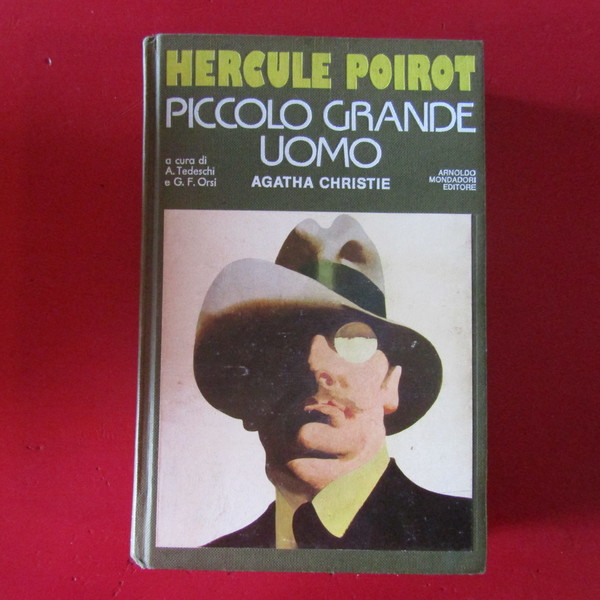 HERCULE POIROT
PICCOLO GRANDE
UOMO
a cura di
A. Tedeschi
e G. F. Orsi
AGATHA CHRISTIE
ARNOLDO
MONDADORI
EDITORE